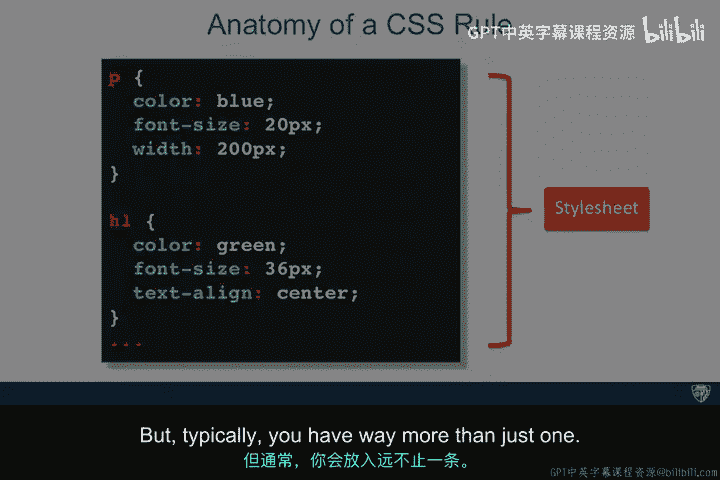 Anatomy of a CSS Rule
GPT中英字幕课程资源 bilibili
p {
color: blue;
font-size: 20px;
width: 200px;
}
h1 {
color: green;
font-size: 36px;
text-align: center;
}
...
Stylesheet
But, typically, you have way more than just one.
但通常，你会放入远不止一条。
GPT中英字幕课程资源@bilibili.com